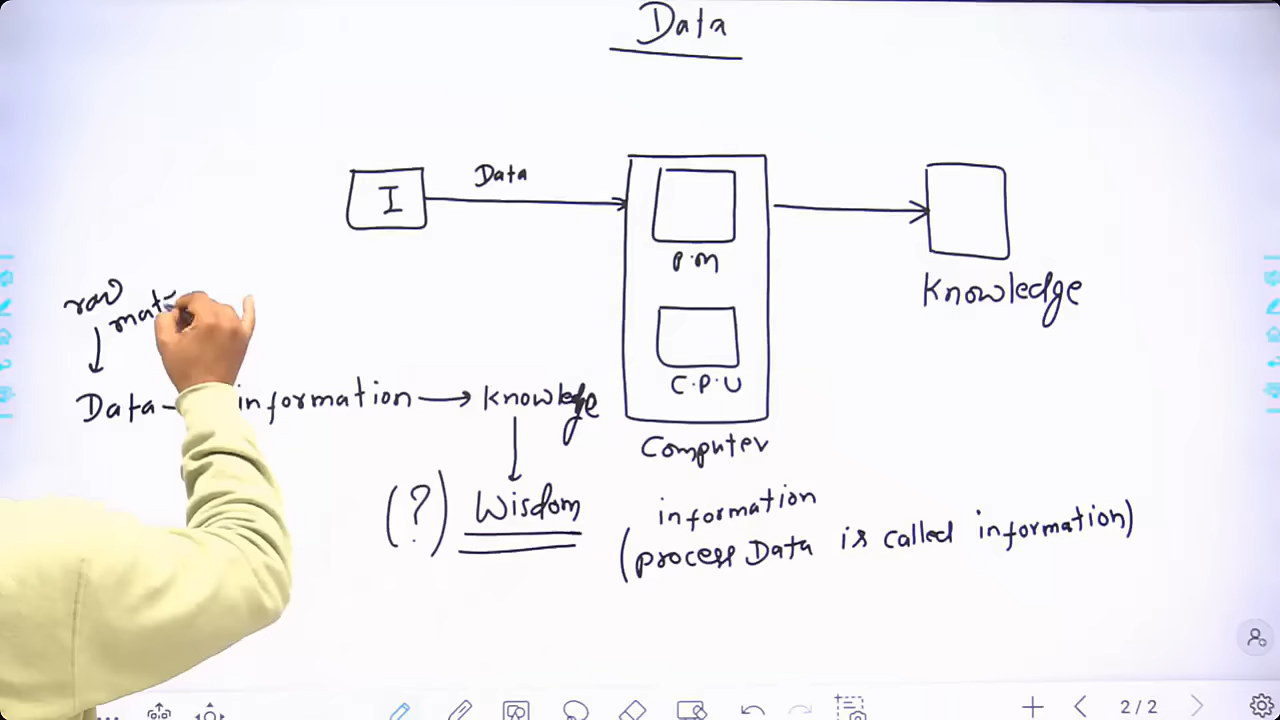 Data
I
Data
P.M
C.P.U
Computer
Knowledge
raw
Data
information
Knowledge
(?) Wisdom
information
(process Data is called information)
2/2